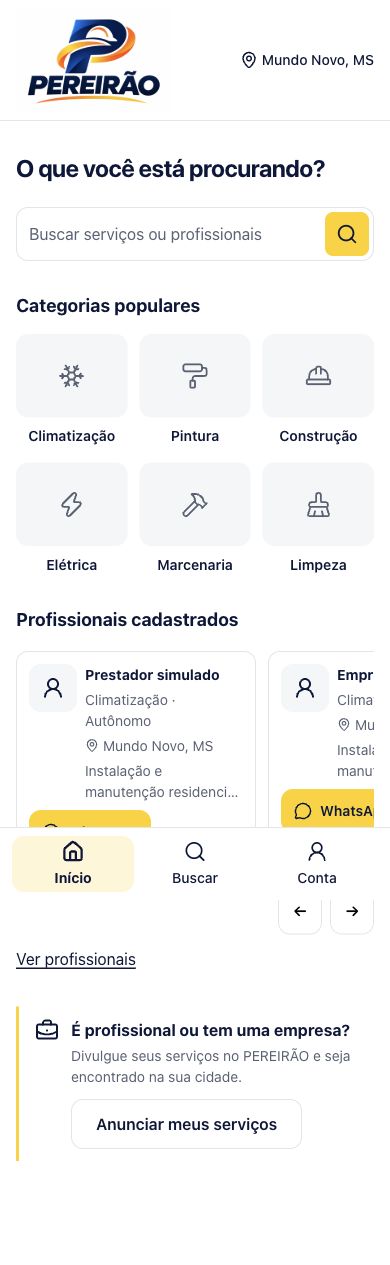 PEREIRÃO
Mundo Novo, MS
O que você está procurando?
Buscar serviços ou profissionais
Categorias populares
Climatização
Pintura
Construção
Elétrica
Marcenaria
Limpeza
Profissionais cadastrados
Prestador simulado
Climatização ·
Autônomo
Mundo Novo, MS
Instalação e
manutenção residenci...
Início
Buscar
Conta
Ver profissionais
É profissional ou tem uma empresa?
Divulgue seus serviços no PEREIRÃO e seja
encontrado na sua cidade.
Anunciar meus serviços